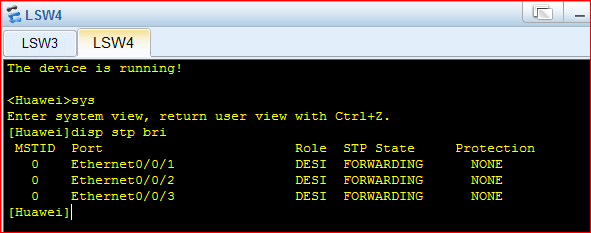 LSW4
LSW3 LSW4
The device is running!
<Huawei>sys
Enter system view, return user view with Ctrl+Z.
[Huawei]disp stp bri
MSTID Port Role STP State Protection
0 Ethernet0/0/1 DESI FORWARDING NONE
0 Ethernet0/0/2 DESI FORWARDING NONE
0 Ethernet0/0/3 DESI FORWARDING NONE
[Huawei]